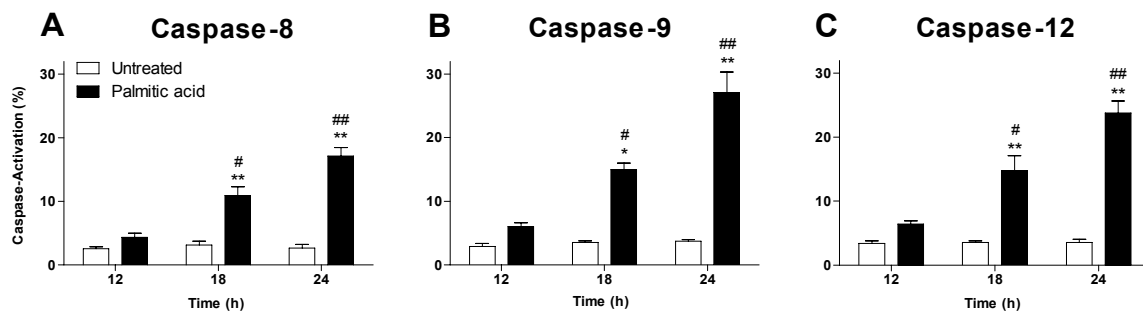 A Caspase-8
Untreated
Palmitic acid
Caspase-Activation (%)
30
20
10
0
#
**
##
**
12 18 24
Time (h)
B Caspase-9
30
20
10
0
#
*
##
**
12 18 24
Time (h)
C Caspase-12
30
20
10
0
#
**
##
**
12 18 24
Time (h)